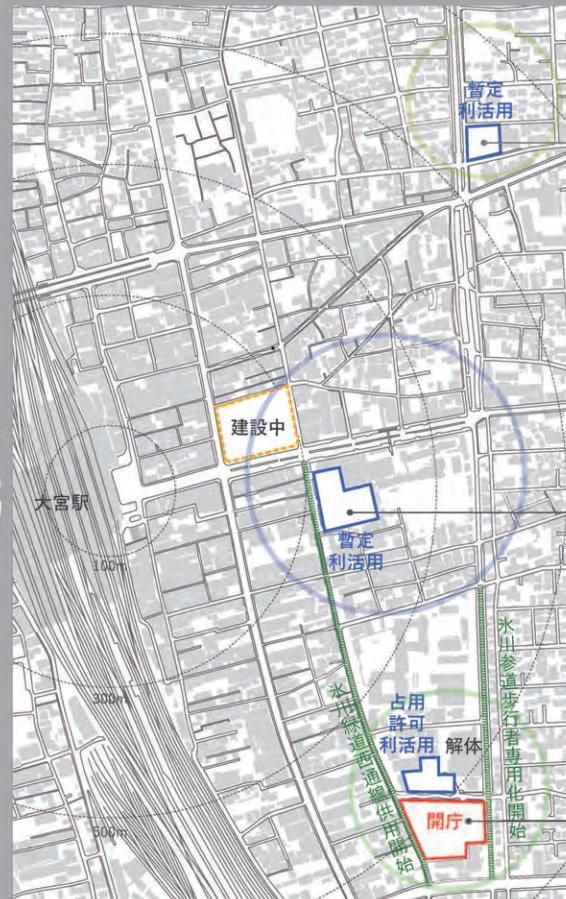 暫定
利活用
建設中
大宮駅
暫定
利活用
100m
300m
500m
氷川緑道西通線供用開始
氷川参道歩行者専用化開始
占用
許可
利活用
解体
開庁